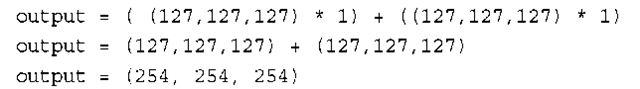 output = ( (127,127,127) * 1) + ((127,127,127) * 1)
output = (127,127,127) + (127,127,127)
output = (254, 254, 254)